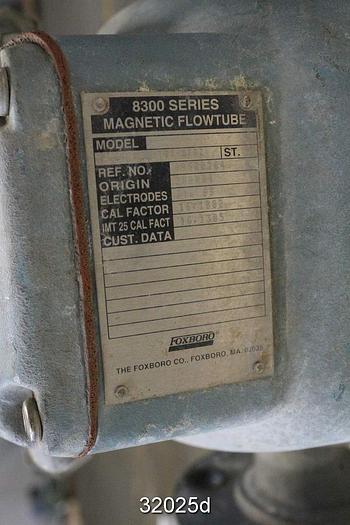 8300 SERIES
MAGNETIC FLOWTUBE
MODEL
ST.
REF. NO.
ORIGIN
ELECTRODES
CAL FACTOR
IMT 25 CAL FACT
CUST. DATA
FOXBORO®
THE FOXBORO CO., FOXBORO, MA. 02035
32025d